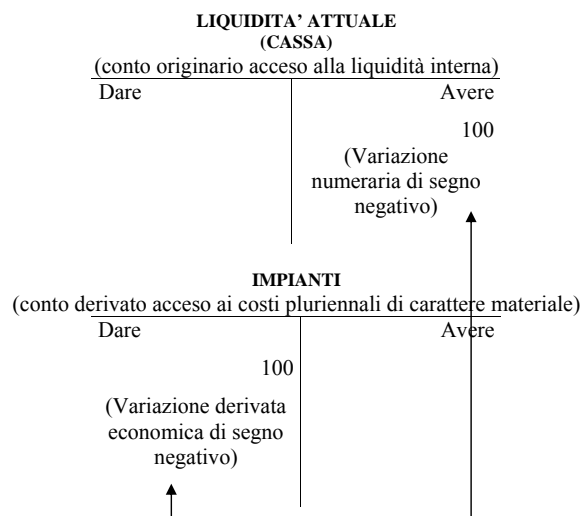 LIQUIDITA’ ATTUALE
(CASSA)
(conto originario acceso alla liquidità interna)
Dare Avere
100
(Variazione
numeraria di segno
negativo)
IMPIANTI
(conto derivato acceso ai costi pluriennali di carattere materiale)
Dare Avere
100
(Variazione derivata
economica di segno
negativo)